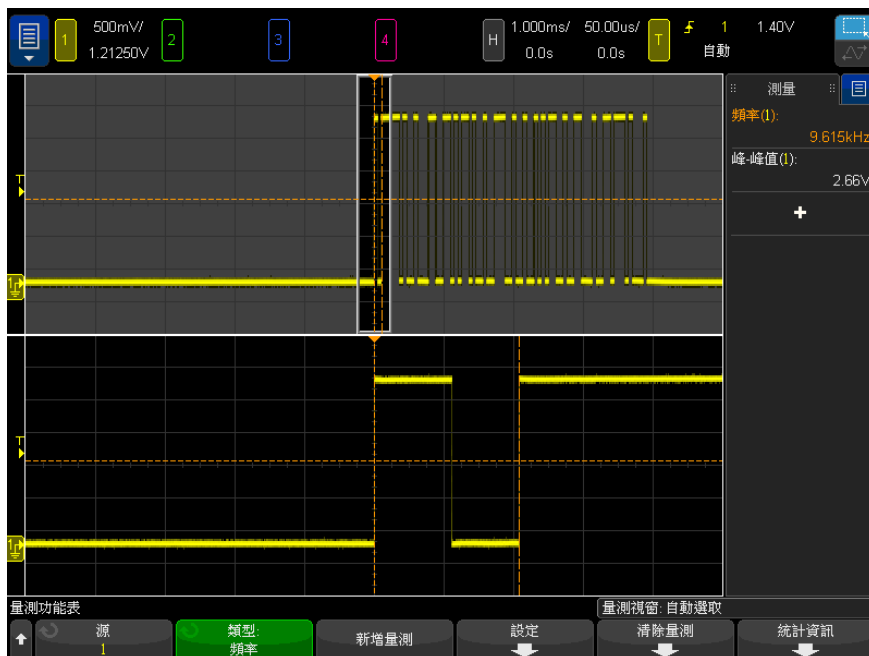 1
500mV/
1.21250V
2
3
4
H
1.000ms/
0.0s
50.00us/
0.0s
T
1
1.40V
自動
測量
頻率(1):
9.615kHz
峰-峰值(1):
2.66V
+
T
1
T
1
量測功能表
量測視窗: 自動選取
源
1
類型:
頻率
新增量測
設定
清除量測
統計資訊